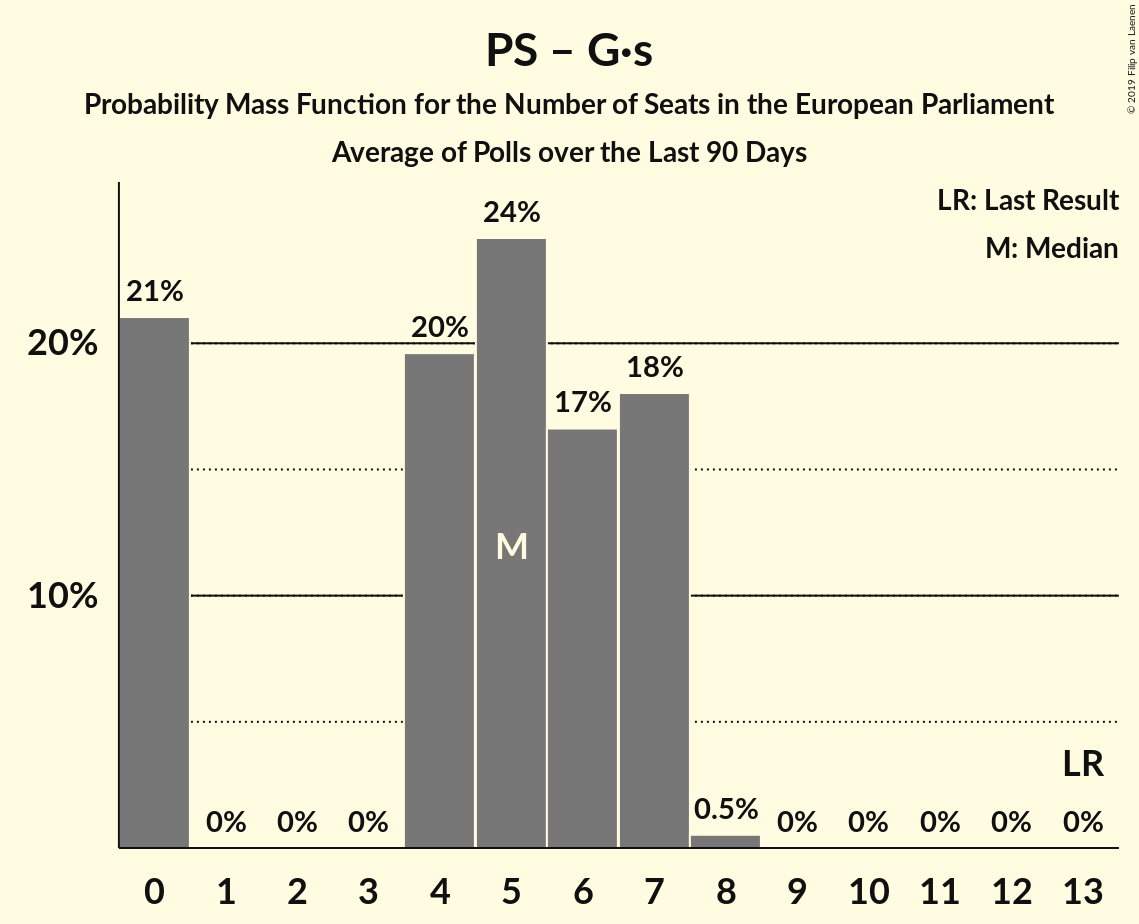 PS – G•s
Probability Mass Function for the Number of Seats in the European Parliament
Average of Polls over the Last 90 Days
© 2019 Filip van Laenen
LR: Last Result
M: Median
24%
21%
20%
20%
18%
17%
M
10%
LR
0.5%
0% 0% 0% 0% 0% 0% 0% 0%
0 1 2 3 4 5 6 7 8 9 10 11 12 13